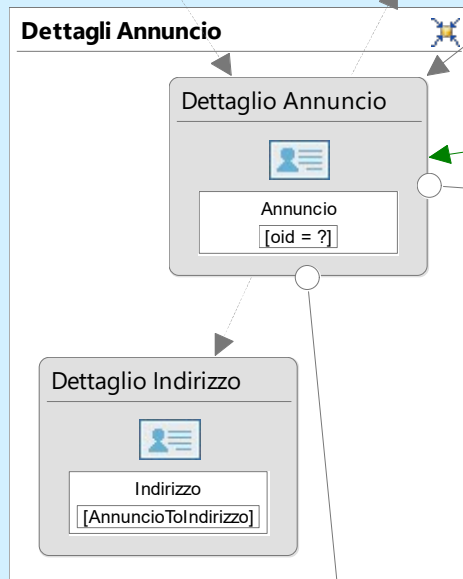 Dettagli Annuncio
Dettaglio Annuncio
Annuncio
[oid = ?]
Dettaglio Indirizzo
Indirizzo
[AnnuncioToIndirizzo]